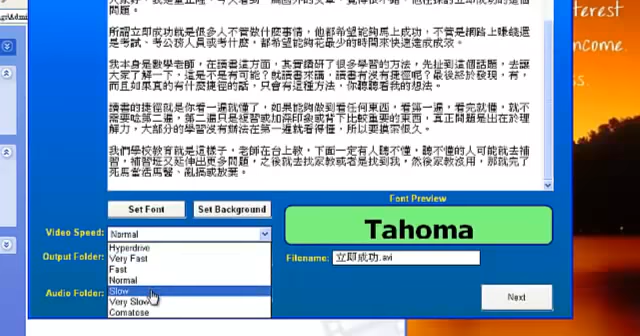 問題。
所謂立即成功就是很多人不管做什麼事情，他都希望能夠馬上成功，不管是網路上賺錢還
是考試、考公務人員或考什麼，都希望能夠花最少的時間來快速達成成效。
我本身是數學老師，在讀書這方面，其實鑽研了很多學習的方法，先扯到這個話題，去讓
大家了解一下，這是不是有可能？就讀書來講，讀書有沒有捷徑呢？最後終於發現，有，
而且如果真的有什麼捷徑的話，只會有這種方法，你聽聽看我的想法。
讀書的捷徑就是你看一遍就懂了，如果能夠做到看任何東西，看第一遍，看完就懂，就不
需要唸第二遍，第二遍只是複習或加深印象或背下比較重要的東西，真正問題是出在於理
解力，大部分的學習沒有辦法在第一遍就看得懂，所以要摸索很久。
我們學校教育就是這樣子，老師在台上教，下面一定有人聽不懂，聽不懂的人可能就去補
習，補習班又延伸出更多問題，之後就去找家教或者是找到我，然後家教沒用，那就完了
死馬當活馬醫、亂搞或放棄。
Set Font
Set Background
Font Preview
Tahoma
Video Speed:
Normal
Hyperdrive
Very Fast
Fast
Normal
Slow
Very Slow
Comatose
Output Folder:
Filename:
立即成功.avi
Audio Folder:
Next
terest
ncome.
ss.